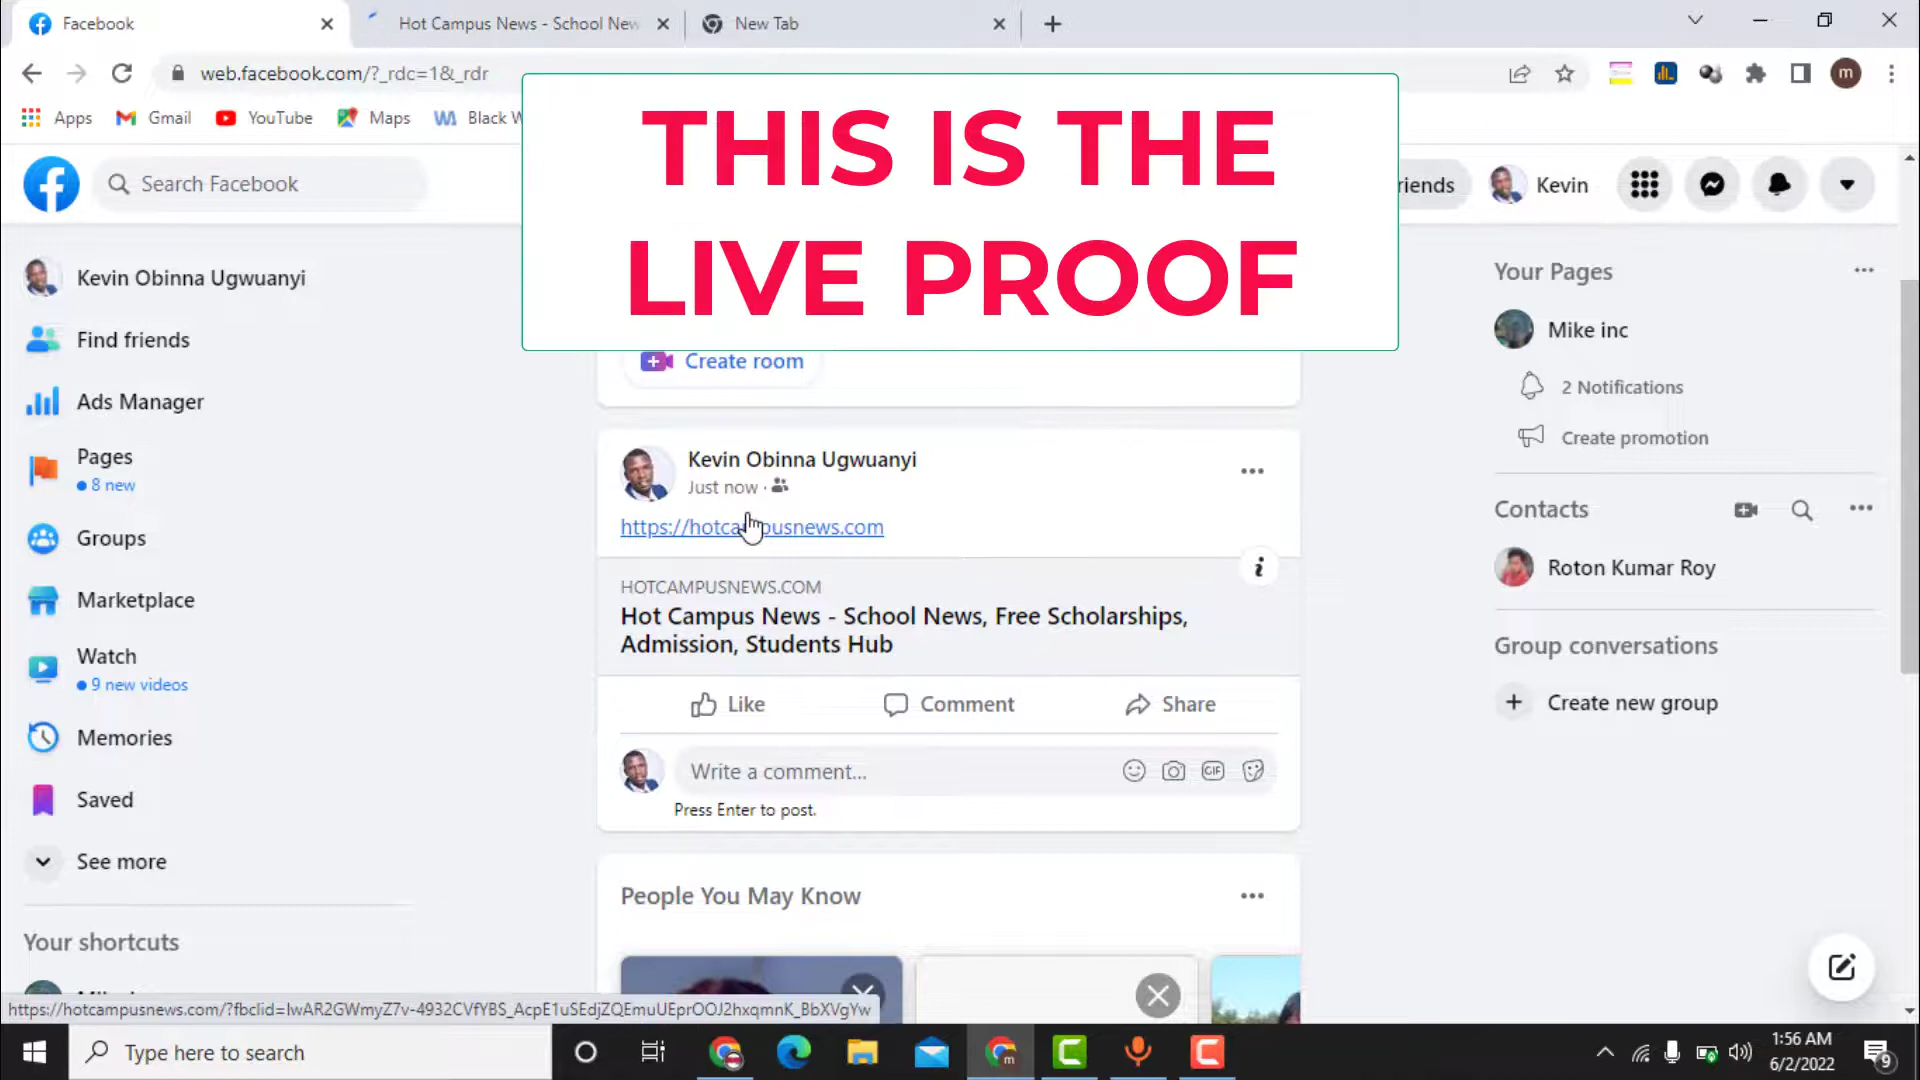 Facebook
Hot Campus News - School New
New Tab
web.facebook.com/?_rdc=1&_rdr
m
Apps
Gmail
YouTube
Maps
Black W
THIS IS THE
LIVE PROOF
Search Facebook
riends
Kevin
Kevin Obinna Ugwuanyi
Find friends
Ads Manager
Pages
8 new
Groups
Marketplace
Watch
9 new videos
Memories
Saved
See more
Your shortcuts
Create room
Kevin Obinna Ugwuanyi
Just now ·
https://hotcampusnews.com
HOTCAMPUSNEWS.COM
Hot Campus News - School News, Free Scholarships,
Admission, Students Hub
Like
Comment
Share
Write a comment...
GIF
Press Enter to post.
People You May Know
Your Pages
Mike inc
2 Notifications
Create promotion
Contacts
Roton Kumar Roy
Group conversations
Create new group
https://hotcampusnews.com/?fbclid=IwAR2GWmyZ7v-4932CVfYBS_AcpE1uSEdjZQEmuUEprOOJ2hxqmnK_BbXVgYw
Type here to search
m
1:56 AM
6/2/2022
9